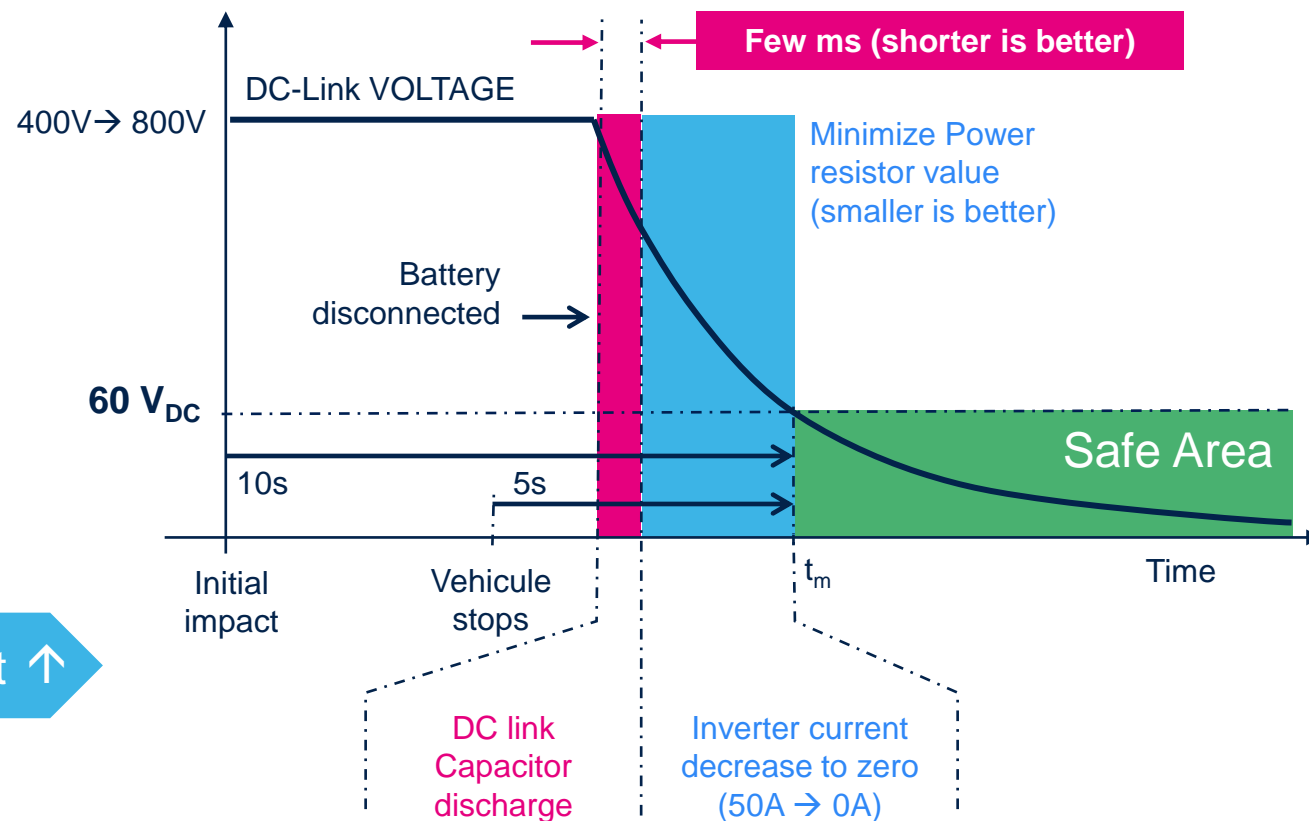 Few ms (shorter is better)
DC-Link VOLTAGE
400V→ 800V
Minimize Power
resistor value
(smaller is better)
Battery
disconnected
60 VDC
Safe Area
10s
5s
Initial
impact
Vehicule
stops
tm
Time
t ↑
DC link
Capacitor
discharge
Inverter current
decrease to zero
(50A → 0A)